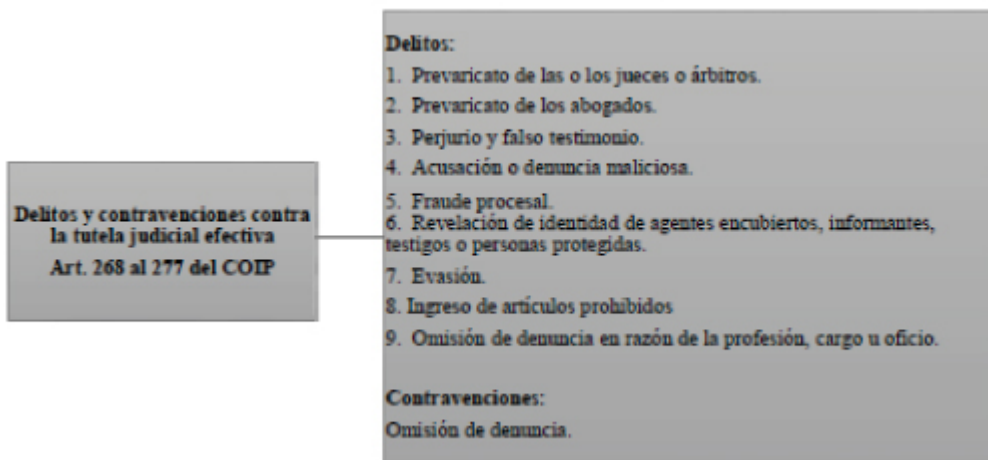 Delitos y contravenciones contra
la tutela judicial efectiva
Art. 268 al 277 del COIP
Delitos:
1. Prevaricato de las o los jueces o árbitros.
2. Prevaricato de los abogados.
3. Perjurio y falso testimonio.
4. Acusación o denuncia maliciosa.
5. Fraude procesal.
6. Revelación de identidad de agentes encubiertos, informantes,
testigos o personas protegidas.
7. Evasión.
8. Ingreso de artículos prohibidos
9. Omisión de denuncia en razón de la profesión, cargo u oficio.
Contravenciones:
Omisión de denuncia.